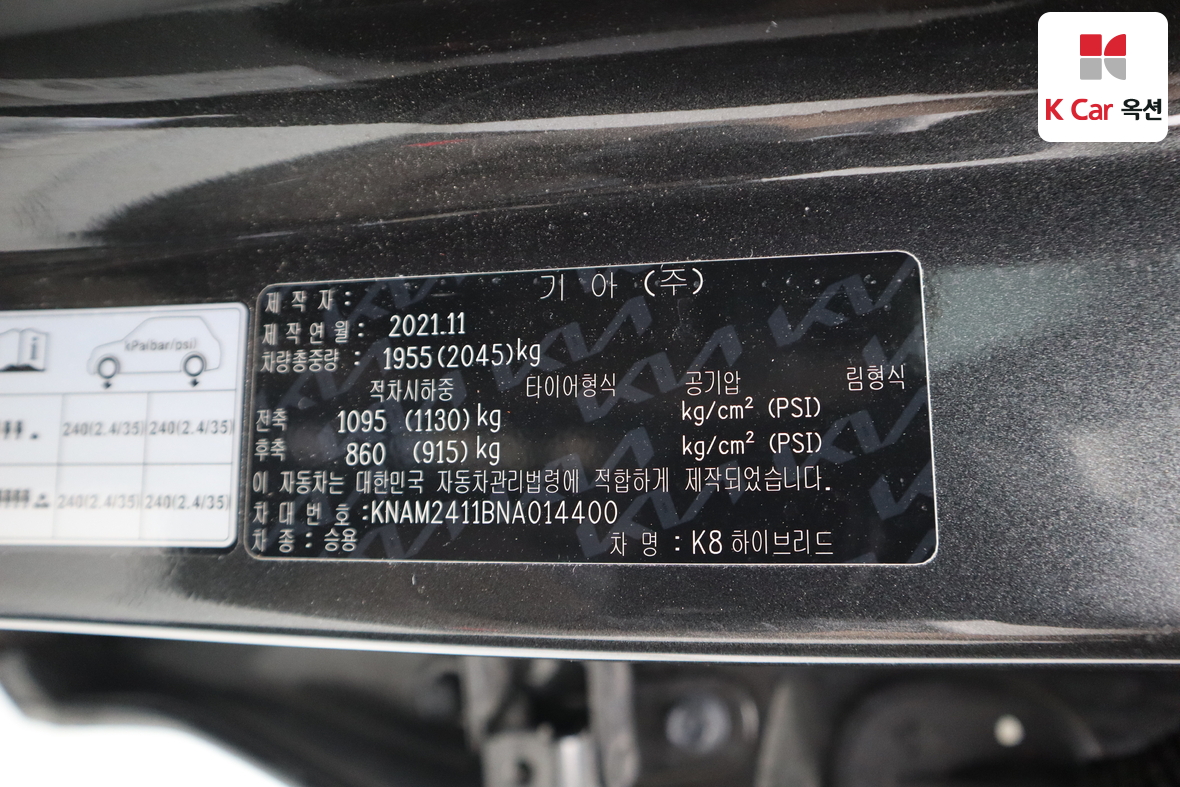 K Car 옥션
제작자 : 기아 (주)
제작연월 : 2021.11
차량총중량 : 1955(2045)kg
적차시하중 타이어형식 공기압 림형식
전축 1095 (1130)kg kg/cm² (PSI)
후축 860 (915)kg kg/cm² (PSI)
이 자동차는 대한민국 자동차관리법령에 적합하게 제작되었습니다.
차대번호 :KNAM2411BNA014400
차종 : 승용 차명 : K8 하이브리드
kPa/bar/psi
240(2.4/35) 240(2.4/35)
240(2.4/35) 240(2.4/35)